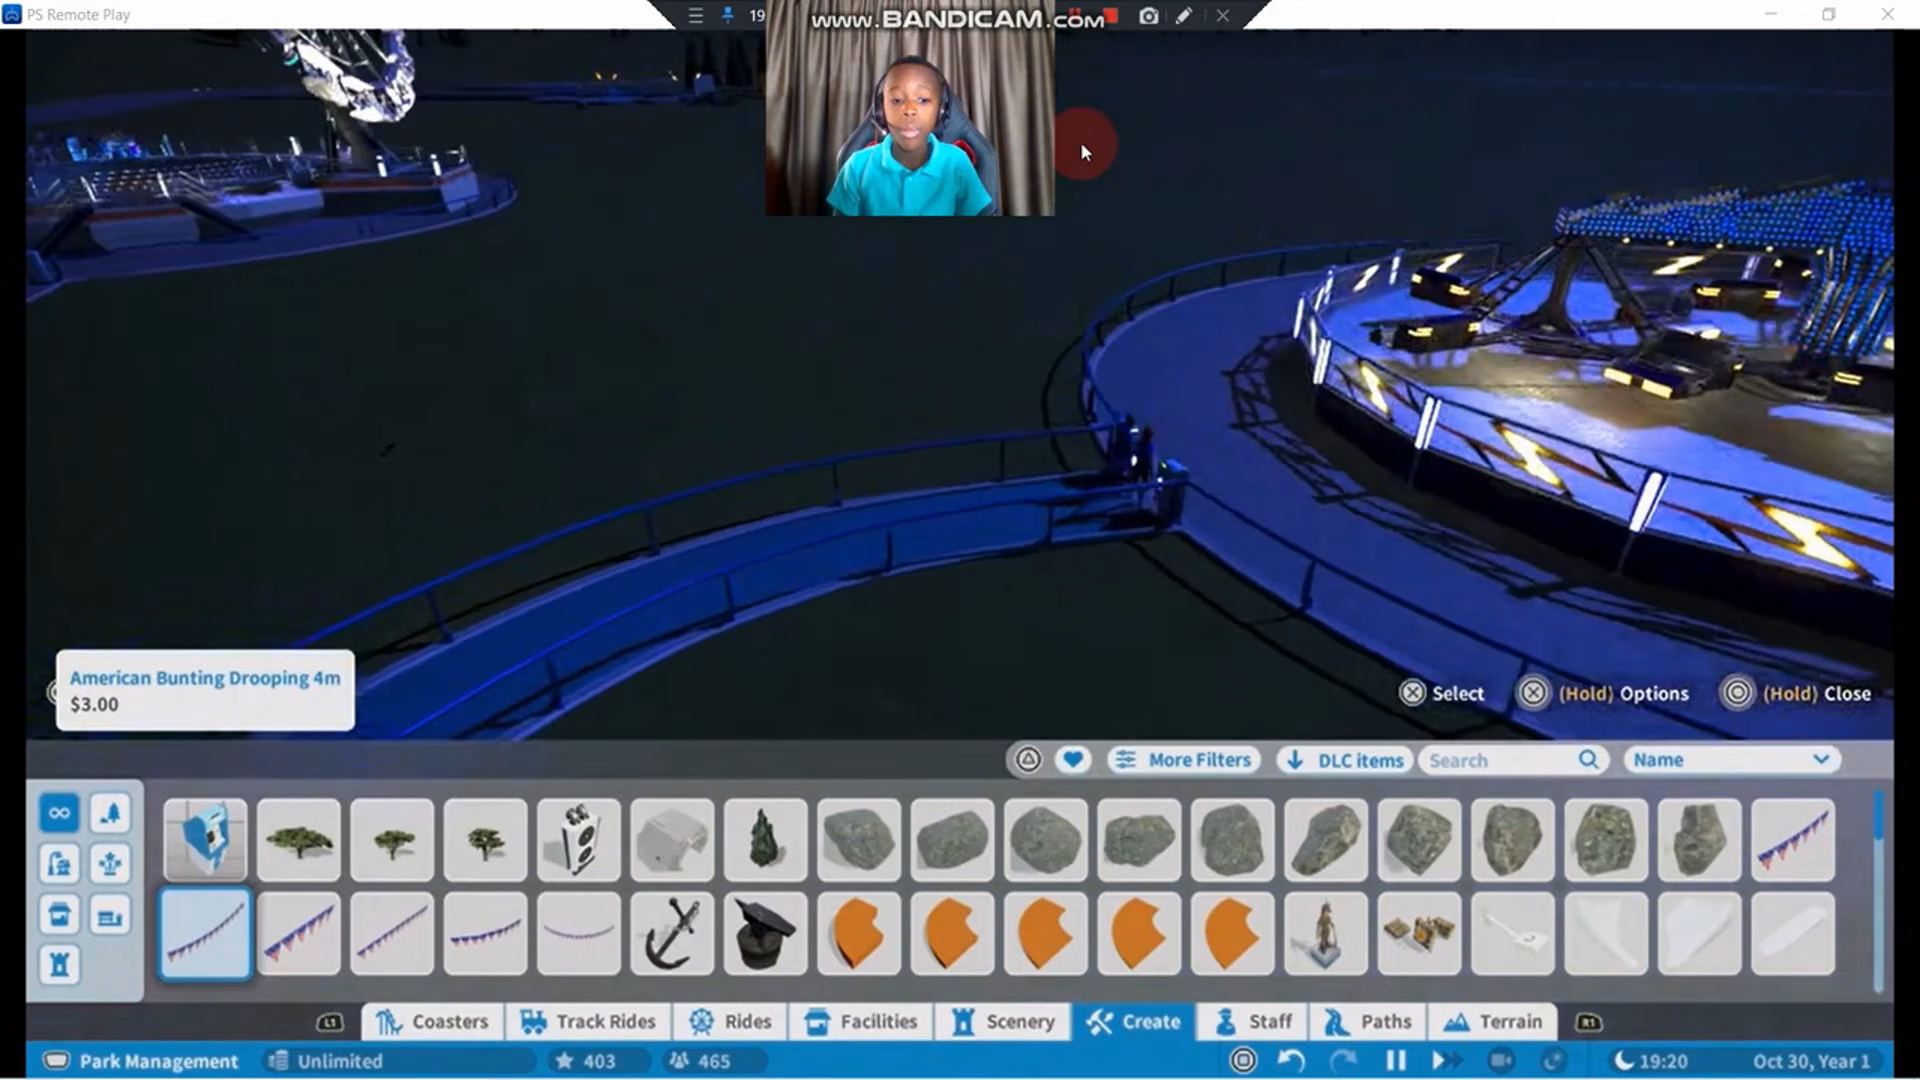 PS Remote Play
19
WWW.BANDICAM.COM
American Bunting Drooping 4m
$3.00
Select
(Hold) Options
(Hold) Close
More Filters
DLC items
Search
Name
L1
Coasters
Track Rides
Rides
Facilities
Scenery
Create
Staff
Paths
Terrain
R1
Park Management
Unlimited
403
465
19:20
Oct 30, Year 1